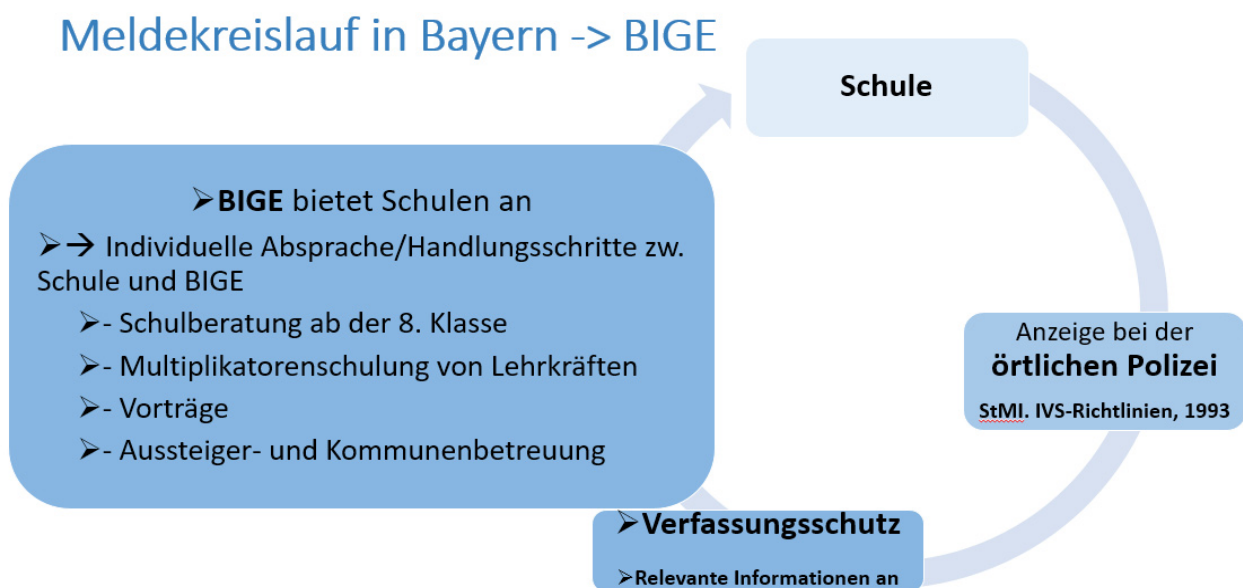 Meldekreislauf in Bayern -> BIGE
Schule
Anzeige bei der
örtlichen Polizei
StMI. IVS-Richtlinien, 1993
➢Verfassungsschutz
➢Relevante Informationen an
➢BIGE bietet Schulen an
➢→ Individuelle Absprache/Handlungsschritte zw.
Schule und BIGE
➢- Schulberatung ab der 8. Klasse
➢- Multiplikatorenschulung von Lehrkräften
➢- Vorträge
➢- Aussteiger- und Kommunenbetreuung